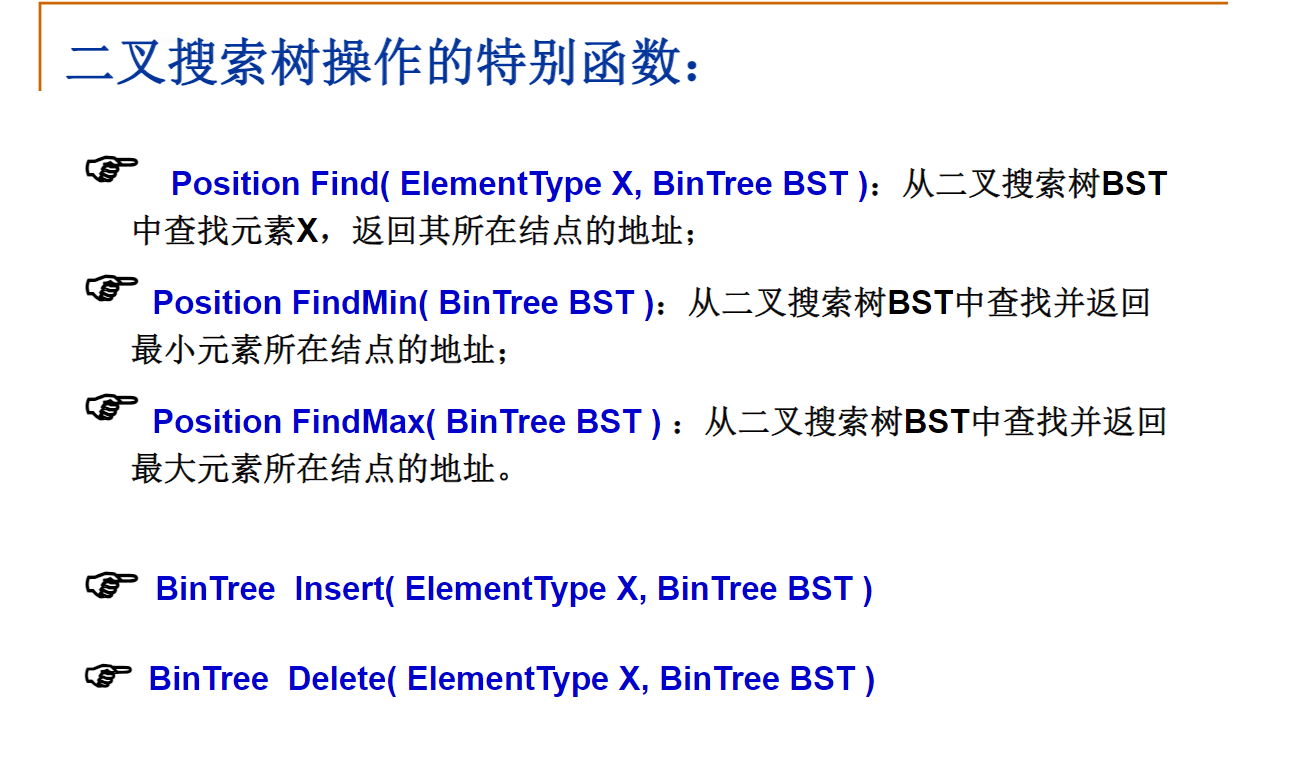 二叉搜索树操作的特别函数：
Position Find( ElementType X, BinTree BST )：从二叉搜索树BST
中查找元素X，返回其所在结点的地址；
Position FindMin( BinTree BST )：从二叉搜索树BST中查找并返回
最小元素所在结点的地址；
Position FindMax( BinTree BST ) ：从二叉搜索树BST中查找并返回
最大元素所在结点的地址。
BinTree  Insert( ElementType X, BinTree BST )
BinTree  Delete( ElementType X, BinTree BST )